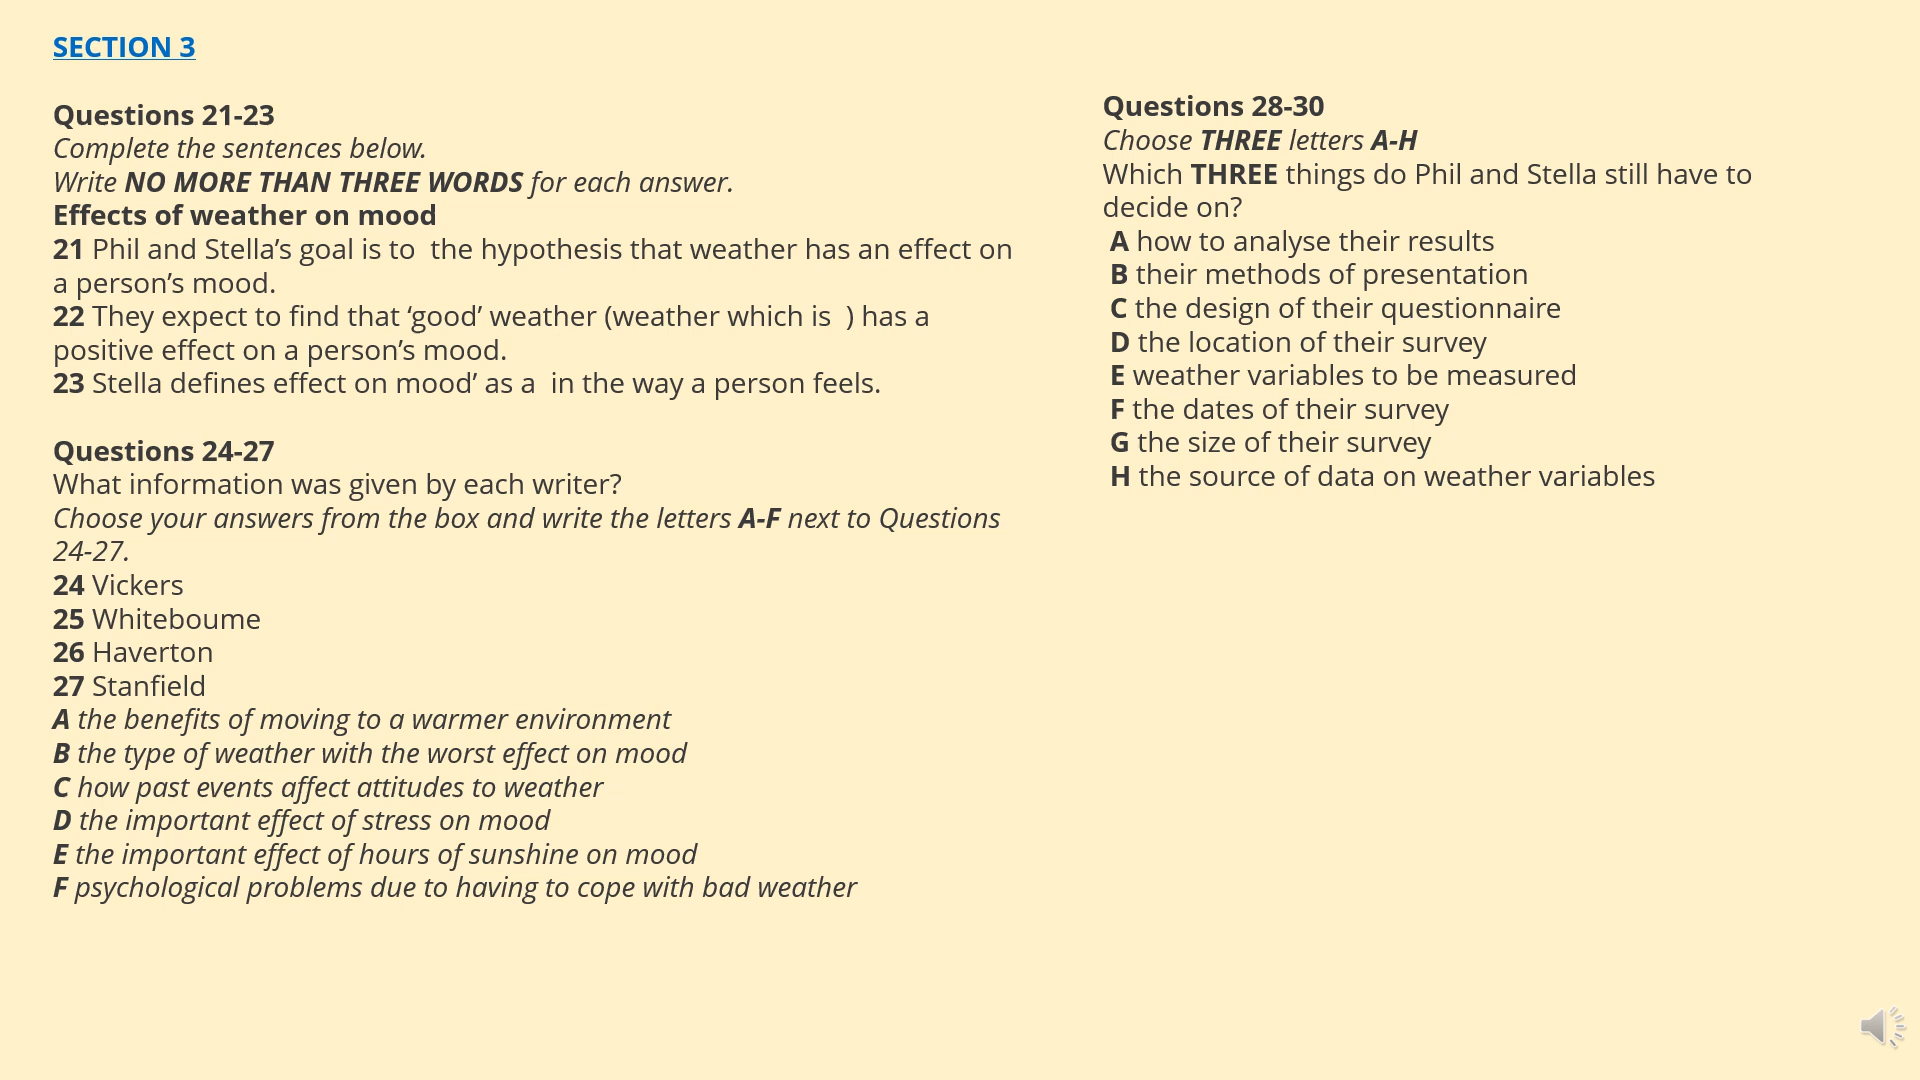 SECTION 3
Questions 21-23
Complete the sentences below.
Write NO MORE THAN THREE WORDS for each answer.
Effects of weather on mood
21 Phil and Stella’s goal is to  the hypothesis that weather has an effect on
a person’s mood.
22 They expect to find that ‘good’ weather (weather which is  ) has a
positive effect on a person’s mood.
23 Stella defines effect on mood’ as a  in the way a person feels.
Questions 24-27
What information was given by each writer?
Choose your answers from the box and write the letters A-F next to Questions
24-27.
24 Vickers
25 Whiteboume
26 Haverton
27 Stanfield
A the benefits of moving to a warmer environment
B the type of weather with the worst effect on mood
C how past events affect attitudes to weather
D the important effect of stress on mood
E the important effect of hours of sunshine on mood
F psychological problems due to having to cope with bad weather
Questions 28-30
Choose THREE letters A-H
Which THREE things do Phil and Stella still have to
decide on?
A how to analyse their results
B their methods of presentation
C the design of their questionnaire
D the location of their survey
E weather variables to be measured
F the dates of their survey
G the size of their survey
H the source of data on weather variables